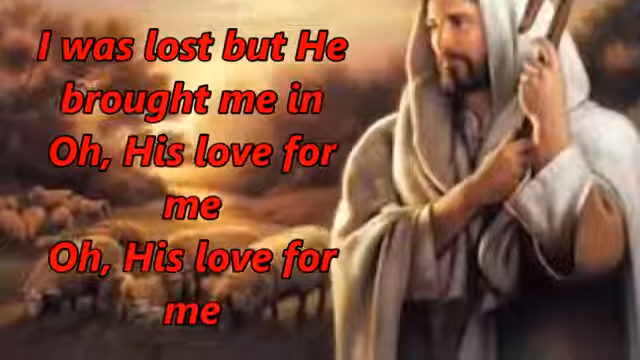 I was lost but He
brought me in
Oh, His love for
me
Oh, His love for
me